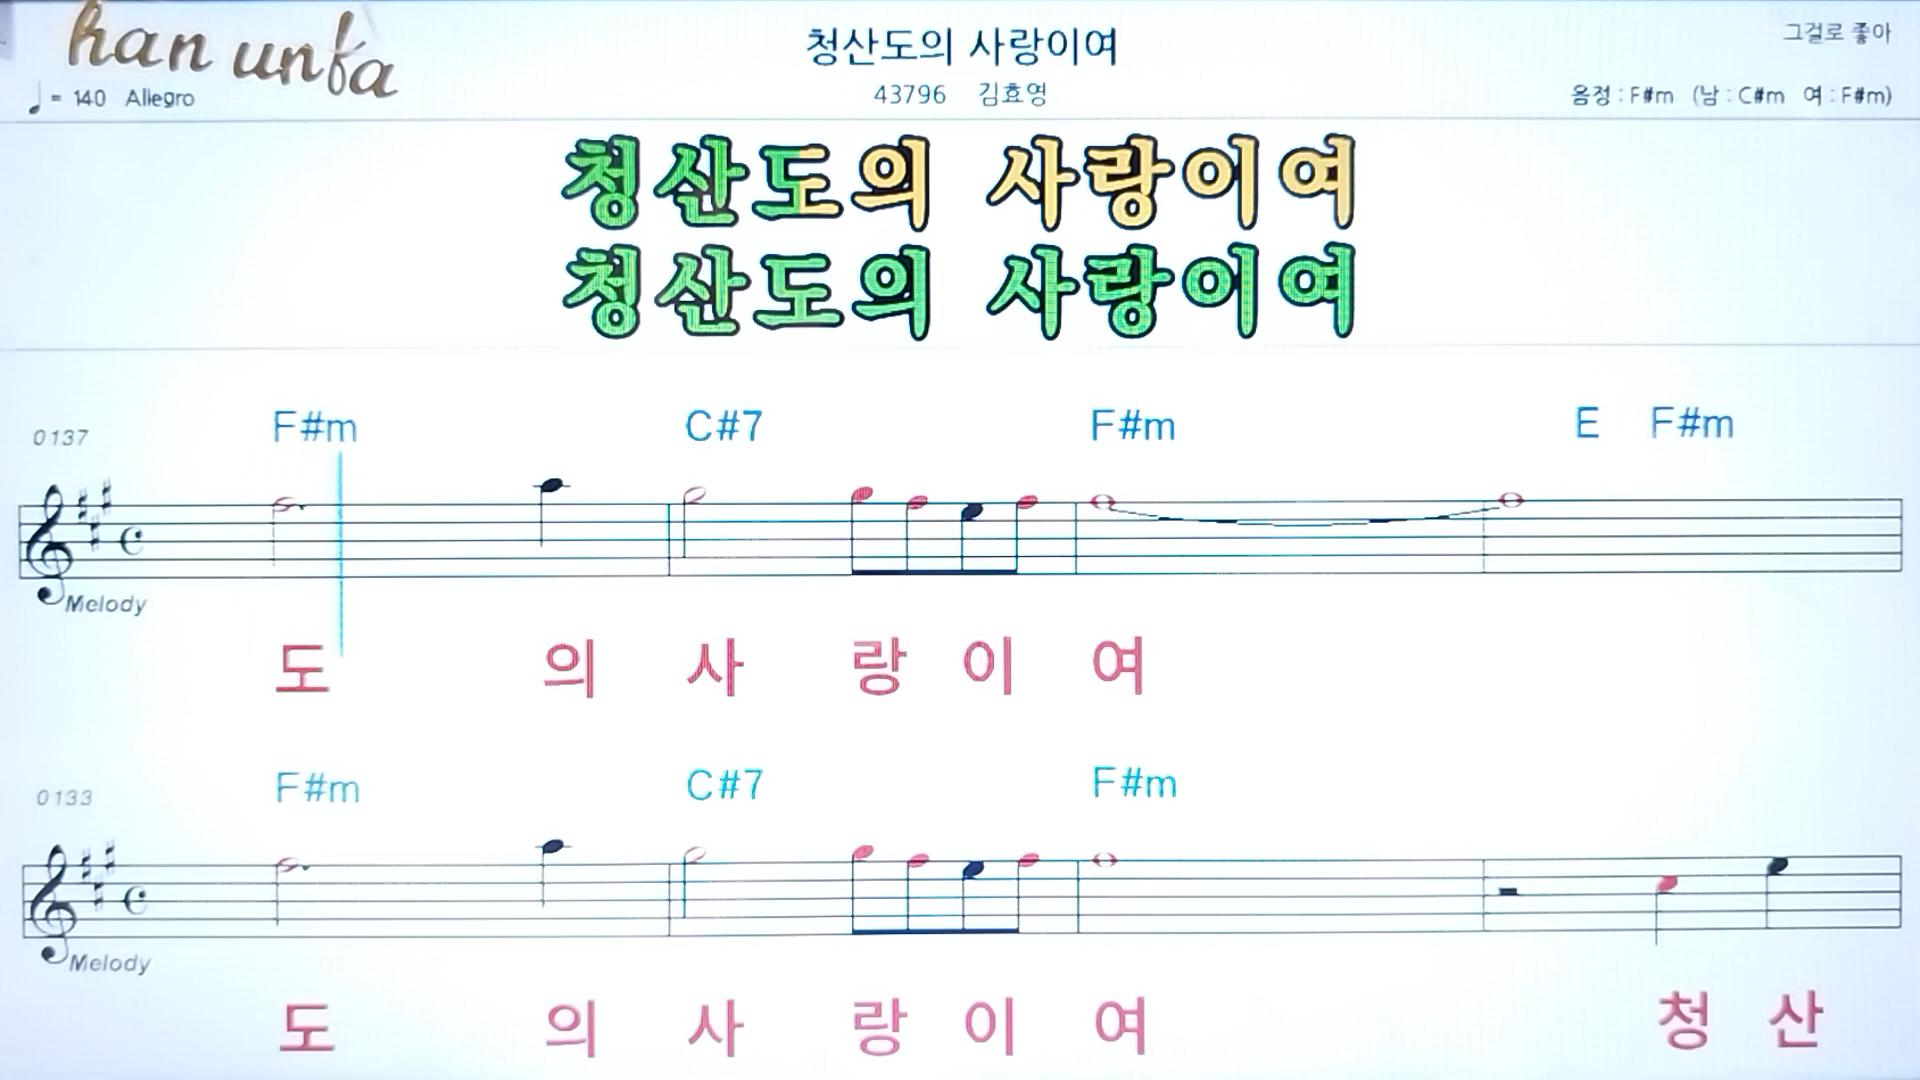 han unfa
청산도의 사랑이여
그걸로 좋아
♩= 140 Allegro
43796 김효영
음정 : F#m (남 : C#m 여 : F#m)
청산도의 사랑이여
청산도의 사랑이여
F#m C#7 F#m E F#m
0137
Melody
도 의 사 랑 이 여
F#m C#7 F#m
0133
Melody
도 의 사 랑 이 여 청 산